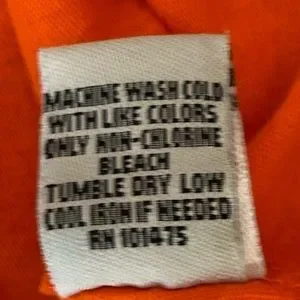 MACHINE WASH COLD
WITH LIKE COLORS
ONLY NON-CHLORINE
BLEACH
TUMBLE DRY LOW
COOL IRON IF NEEDED
RN 101475